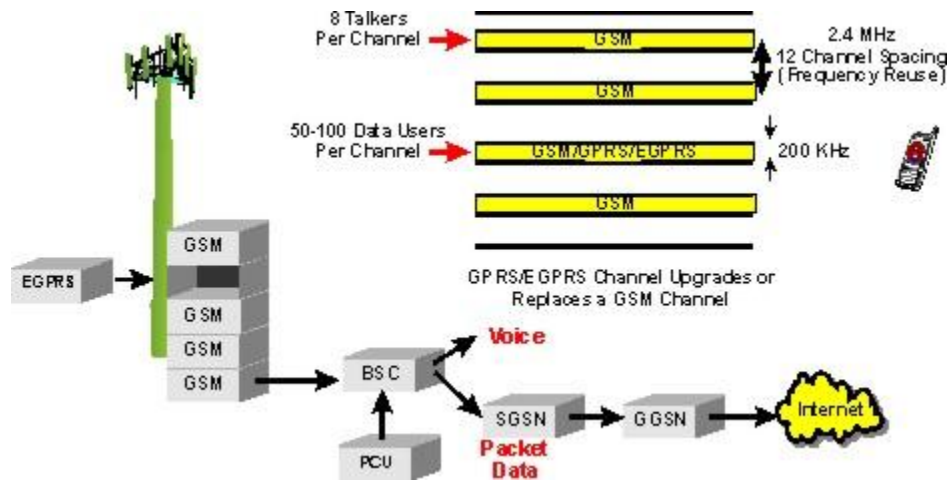 8 Talkers
Per Channel
GSM
2.4 MHz
12 Channel Spacing
(Frequency Reuse)
GSM
50-100 Data Users
Per Channel
GSM/GPRS/EGPRS
200 KHz
GSM
GPRS/EGPRS Channel Upgrades or
Replaces a GSM Channel
EGPRS
GSM
GSM
GSM
GSM
Voice
BSC
SGSN
GGSN
Internet
Packet
Data
PCU